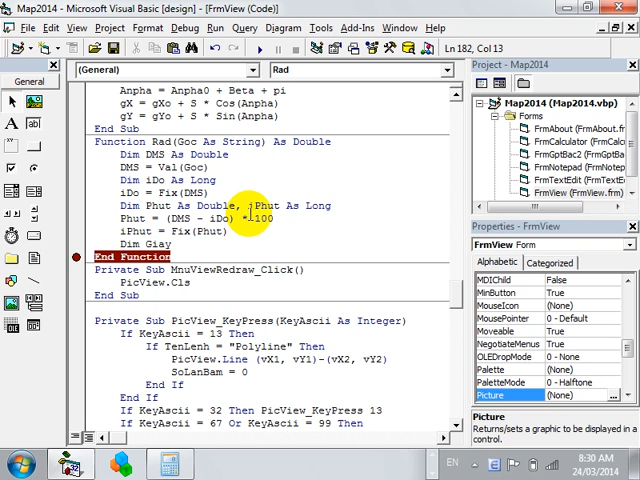 Map2014 - Microsoft Visual Basic [design] - [FrmView (Code)]
File Edit View Project Format Debug Run Query Diagram Tools Add-Ins Window Help
Ln 182, Col 13
General
(General) Rad
Anpha = Anpha0 + Beta + pi
gX = gXo + S * Cos(Anpha)
gY = gYo + S * Sin(Anpha)
End Sub
Function Rad(Goc As String) As Double
Dim DMS As Double
DMS = Val(Goc)
Dim iDo As Long
iDo = Fix(DMS)
Dim Phut As Double, iPhut As Long
Phut = (DMS - iDo) * 100
iPhut = Fix(Phut)
Dim Giay
End Function
Private Sub MnuViewRedraw_Click()
PicView.Cls
End Sub
Private Sub PicView_KeyPress(KeyAscii As Integer)
If KeyAscii = 13 Then
If TenLenh = "Polyline" Then
PicView.Line (vX1, vY1)-(vX2, vY2)
SoLanBam = 0
End If
End If
If KeyAscii = 32 Then PicView_KeyPress 13
If KeyAscii = 67 Or KeyAscii = 99 Then
Project - Map2014
Map2014 (Map2014.vbp)
Forms
FrmAbout (FrmAbout.f
FrmCalculator (FrmCal
FrmGptBac2 (FrmGptB
FrmNotepad (FrmNote
FrmTextEdit (FrmTextE
FrmView (FrmView.frm
Properties - FrmView
FrmView Form
Alphabetic Categorized
MDIChild False
MinButton True
MouseIcon (None)
MousePointer 0 - Default
Moveable True
NegotiateMenus True
OLEDropMode 0 - None
Palette (None)
PaletteMode 0 - Halftone
Picture (None) ...
Picture
Returns/sets a graphic to be displayed in a control.
EN
8:30 AM
24/03/2014